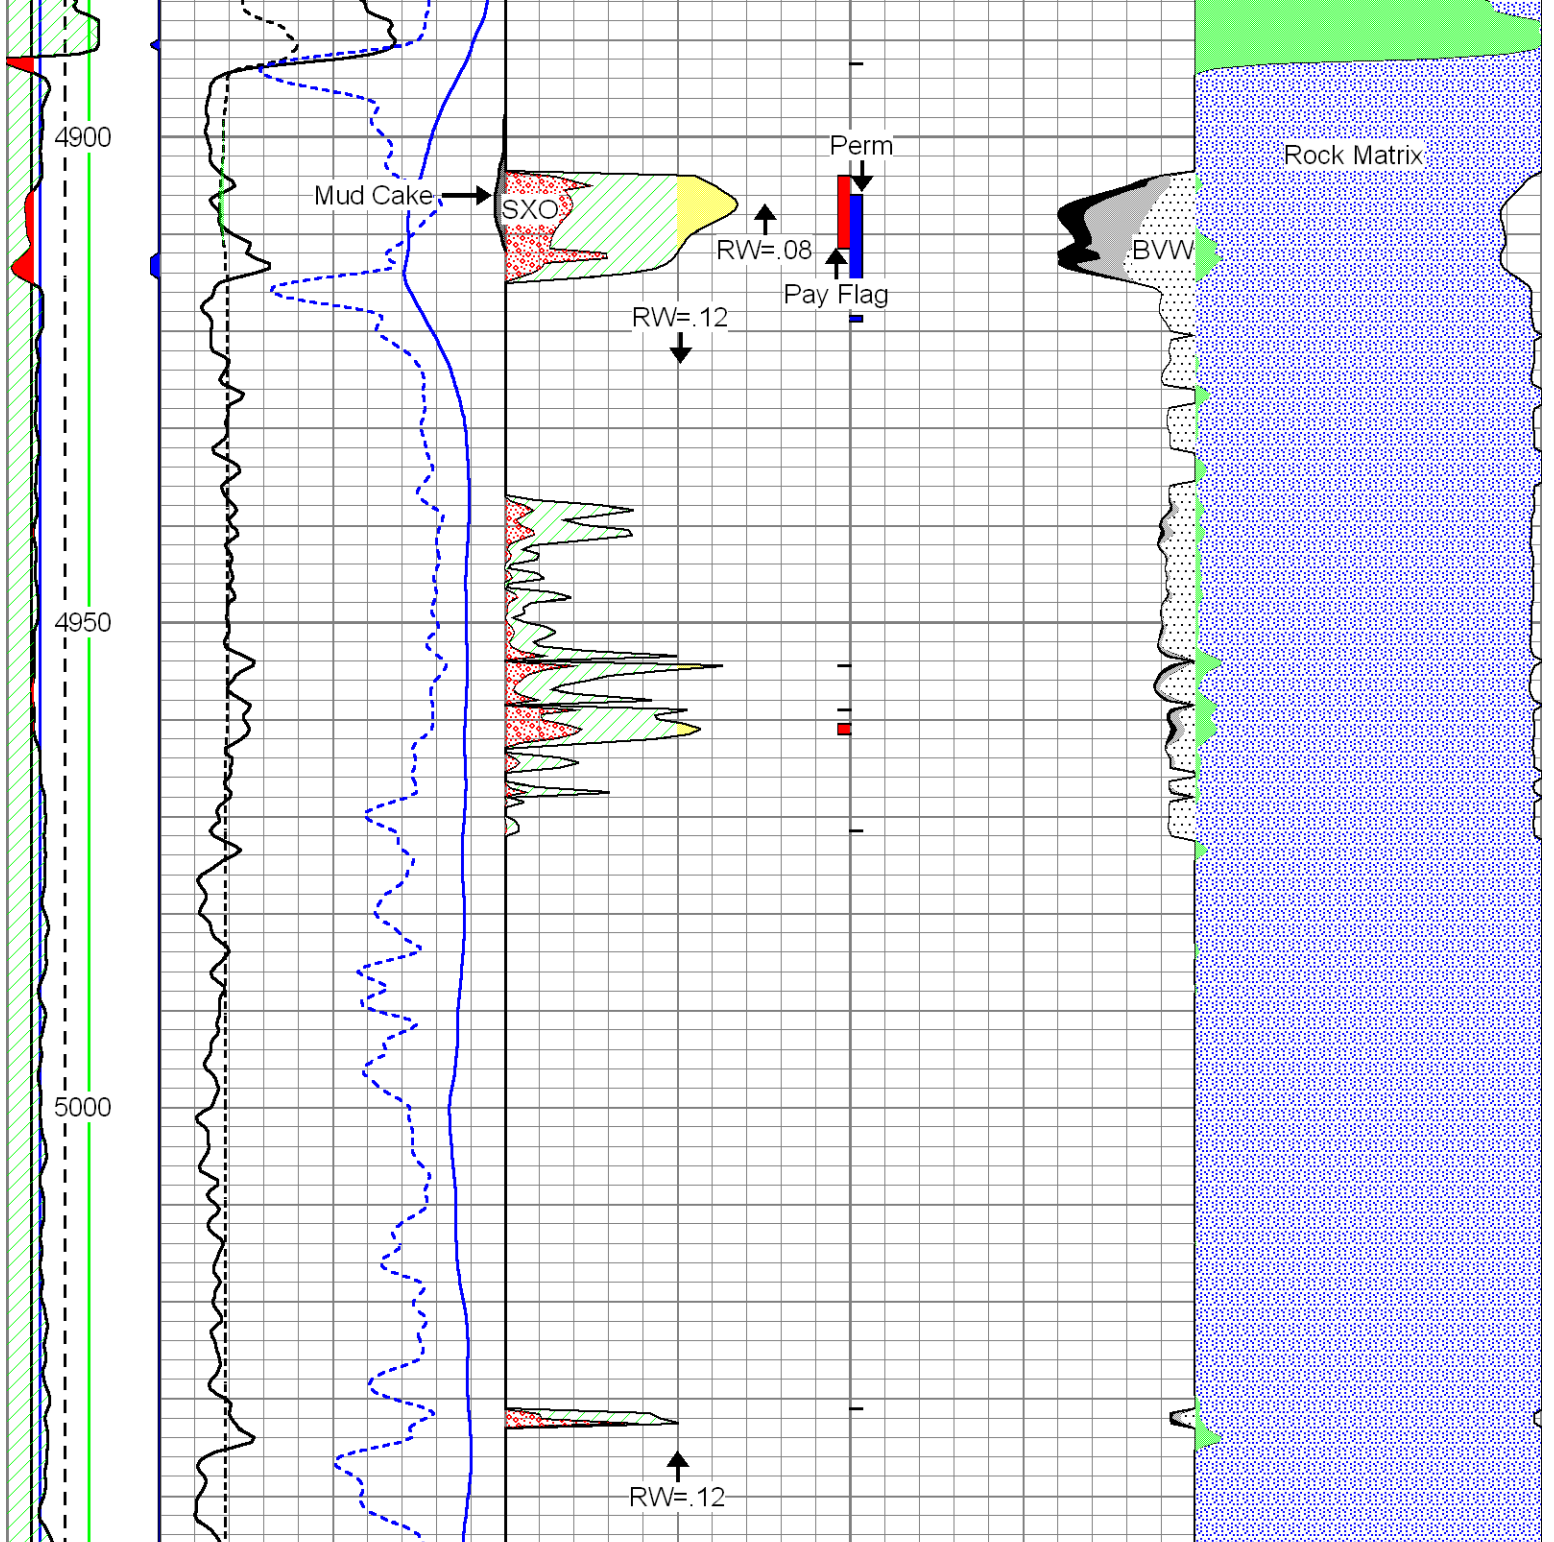 4900
Perm
Rock Matrix
Mud Cake
SXO
RW=.08
BVW
Pay Flag
RW=.12
4950
5000
RW=.12